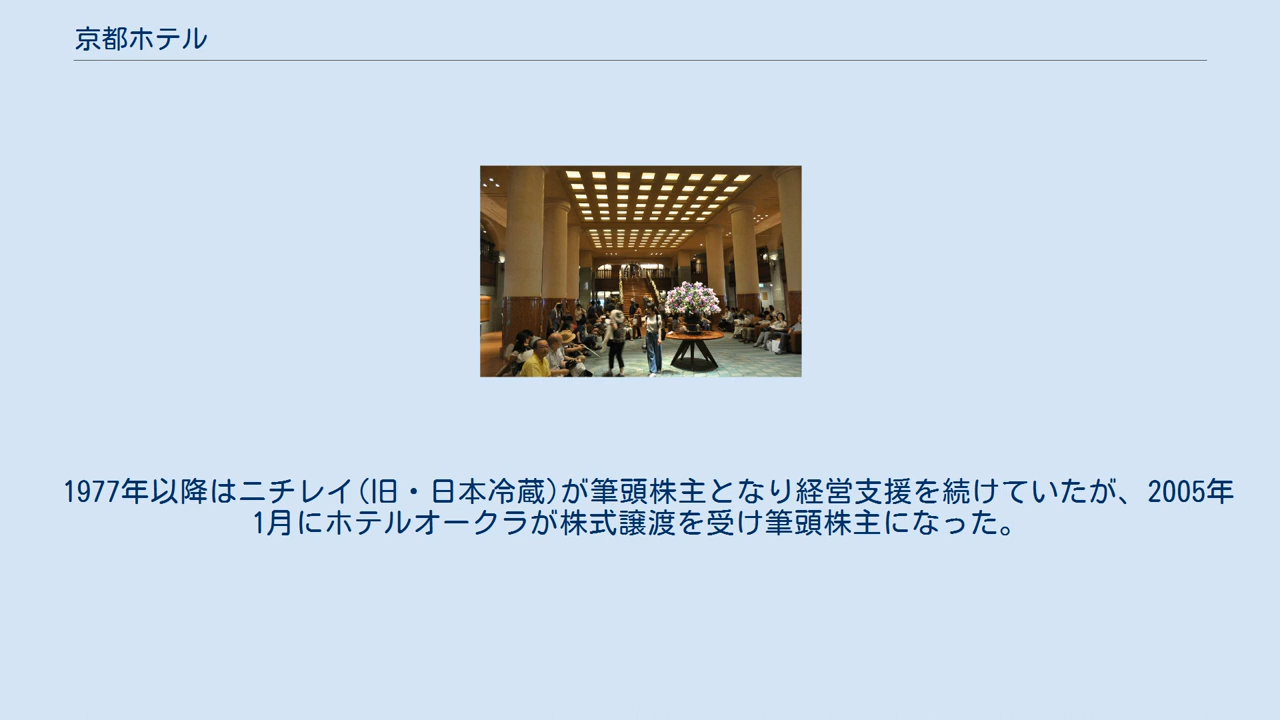 京都ホテル
1977年以降はニチレイ(旧・日本冷蔵)が筆頭株主となり経営支援を続けていたが、2005年
1月にホテルオークラが株式譲渡を受け筆頭株主になった。